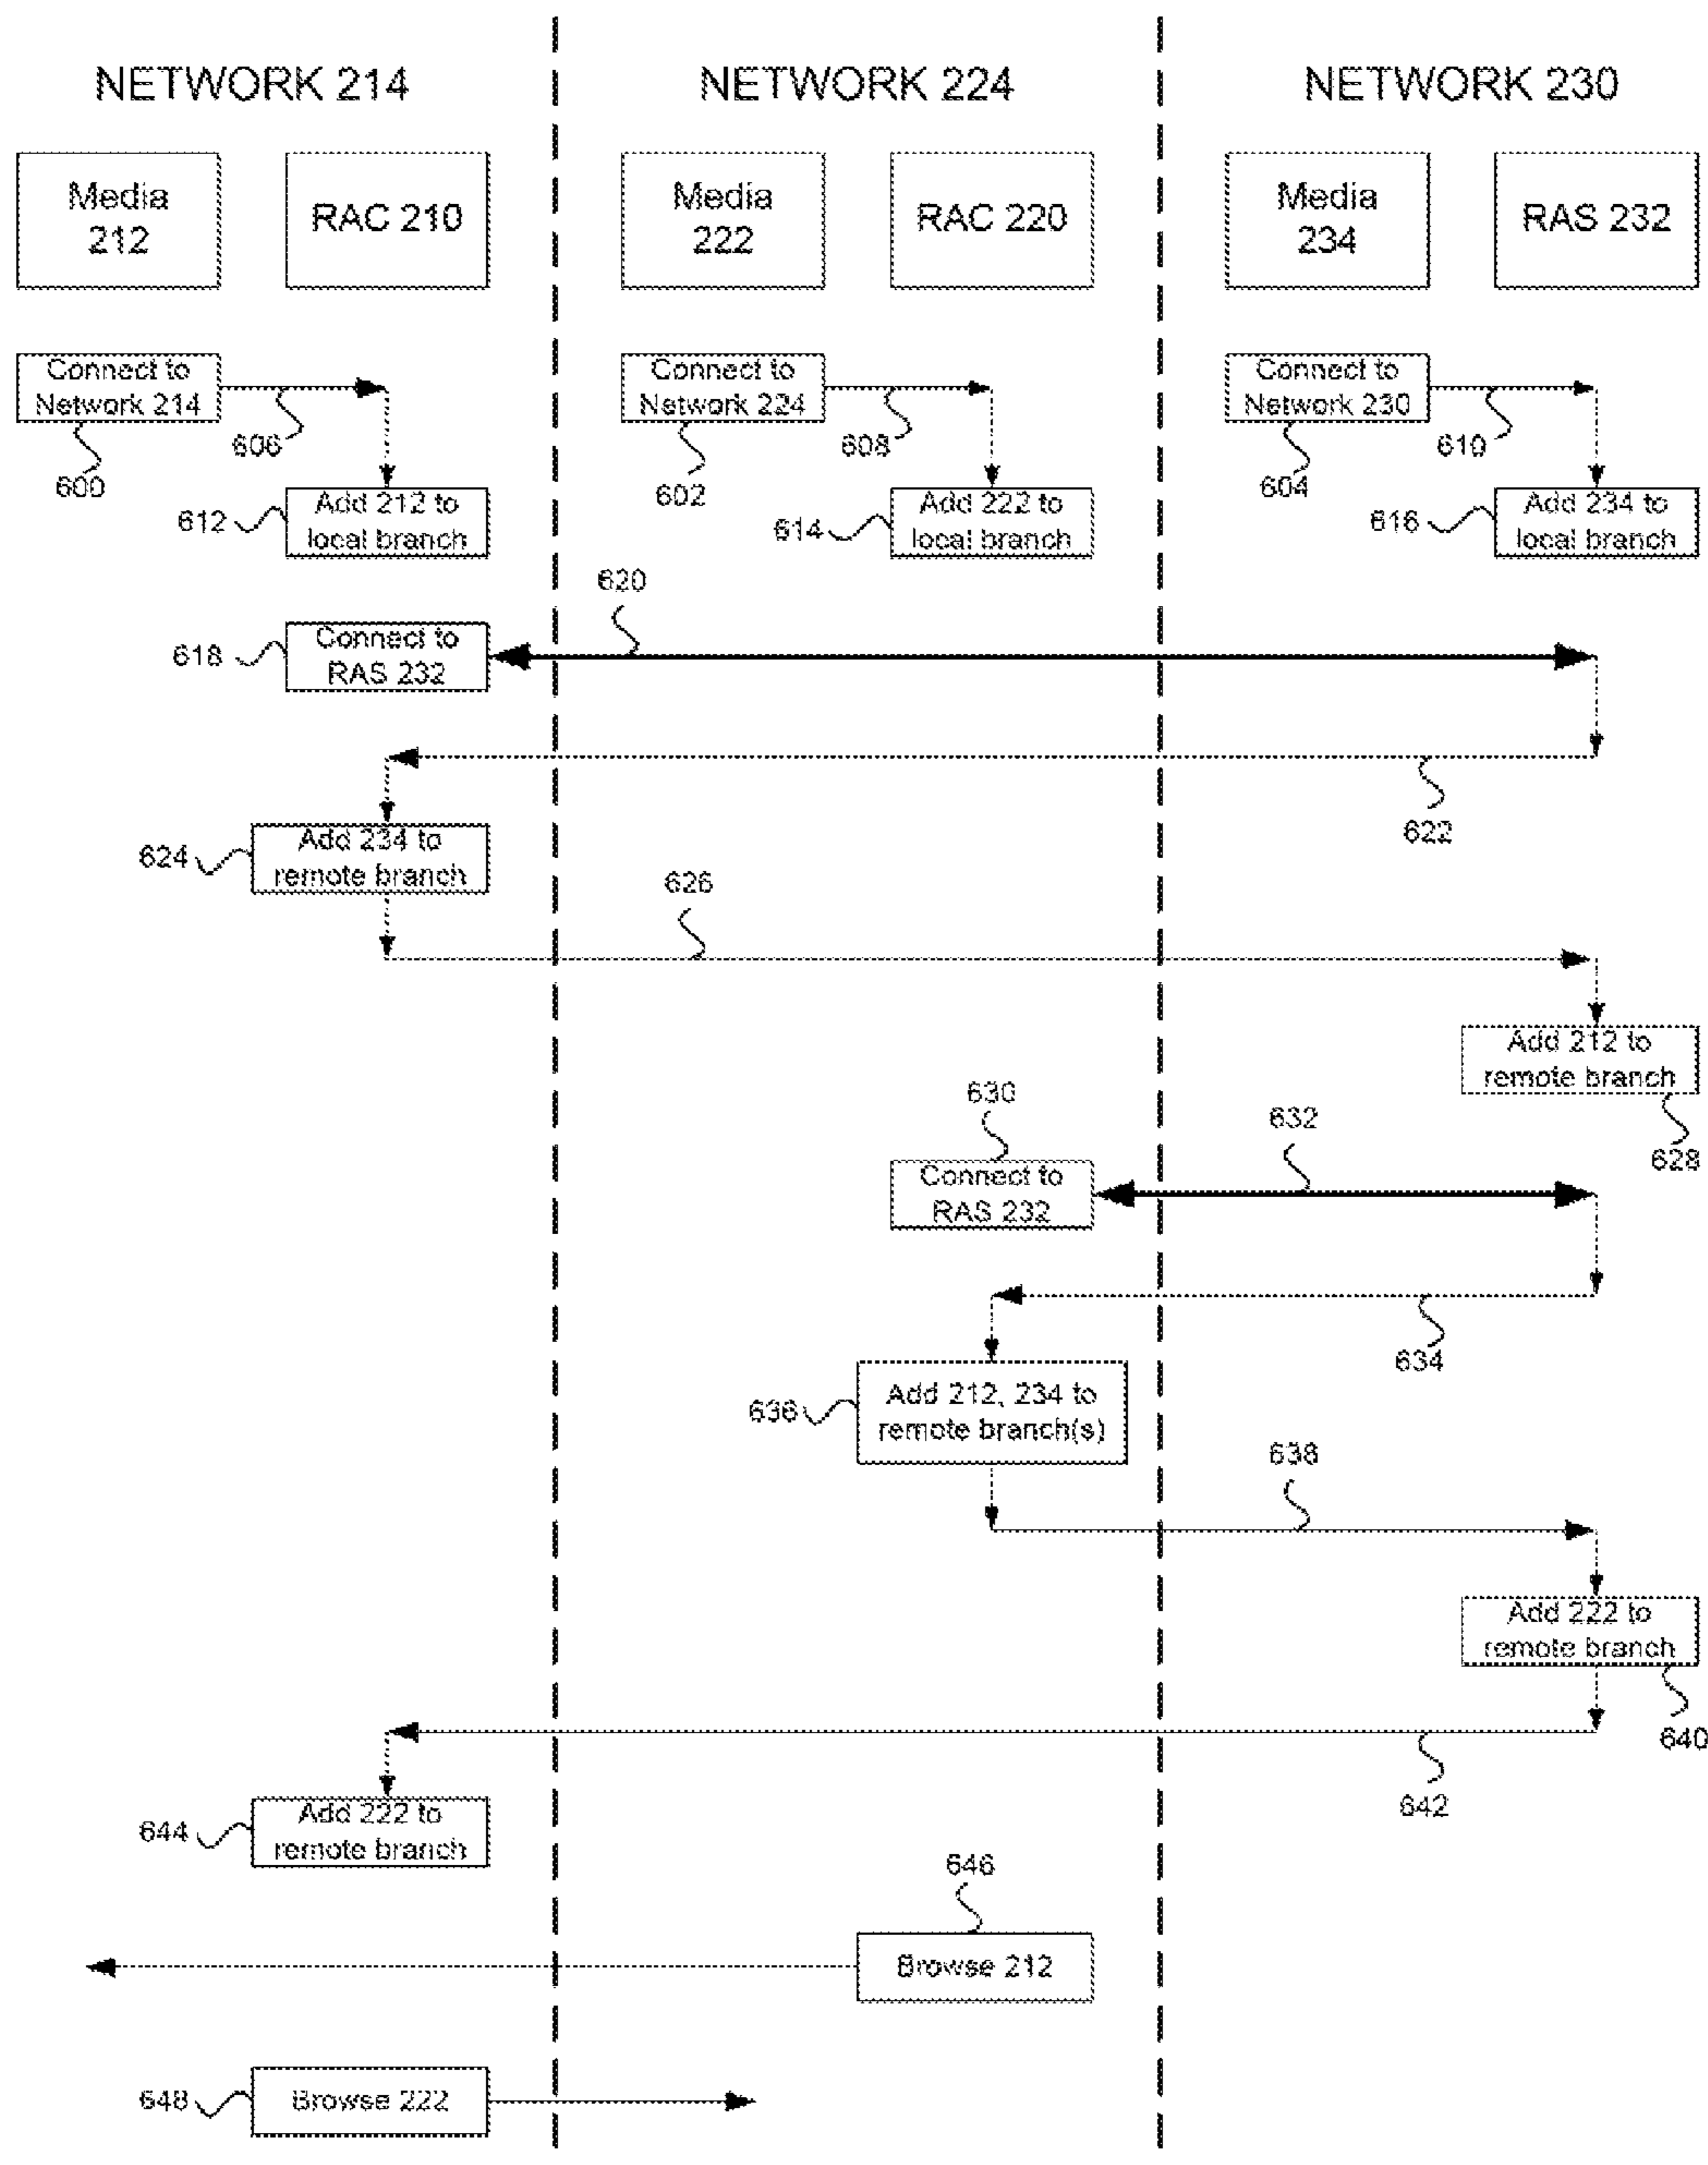 NETWORK 214
NETWORK 224
NETWORK 230
Media
212
RAC 210
Media
222
RAC 220
Media
234
RAS 232
Connect to
Network 214
606
600
Connect to
Network 224
608
602
Connect to
Network 230
610
604
612
Add 212 to
local branch
614
Add 222 to
local branch
616
Add 234 to
local branch
620
618
Connect to
RAS 232
622
624
Add 234 to
remote branch
626
Add 212 to
remote branch
628
630
632
Connect to
RAS 232
634
636
Add 212, 234 to
remote branch(s)
638
Add 222 to
remote branch
640
642
644
Add 222 to
remote branch
646
Browse 212
648
Browse 222